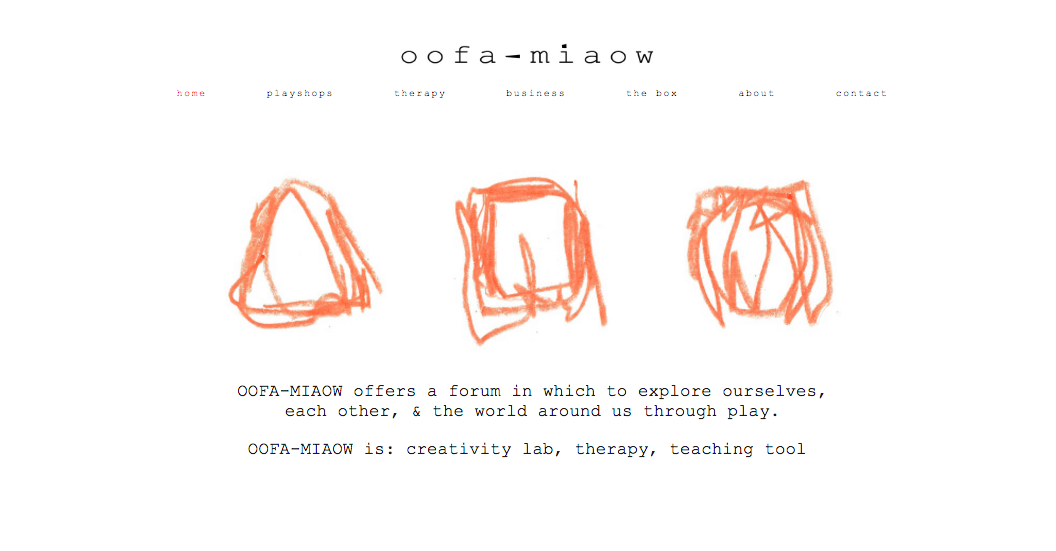 oofa-miaow
home playshops therapy business the box about contact
OOFA-MIAOW offers a forum in which to explore ourselves,
each other, & the world around us through play.
OOFA-MIAOW is: creativity lab, therapy, teaching tool